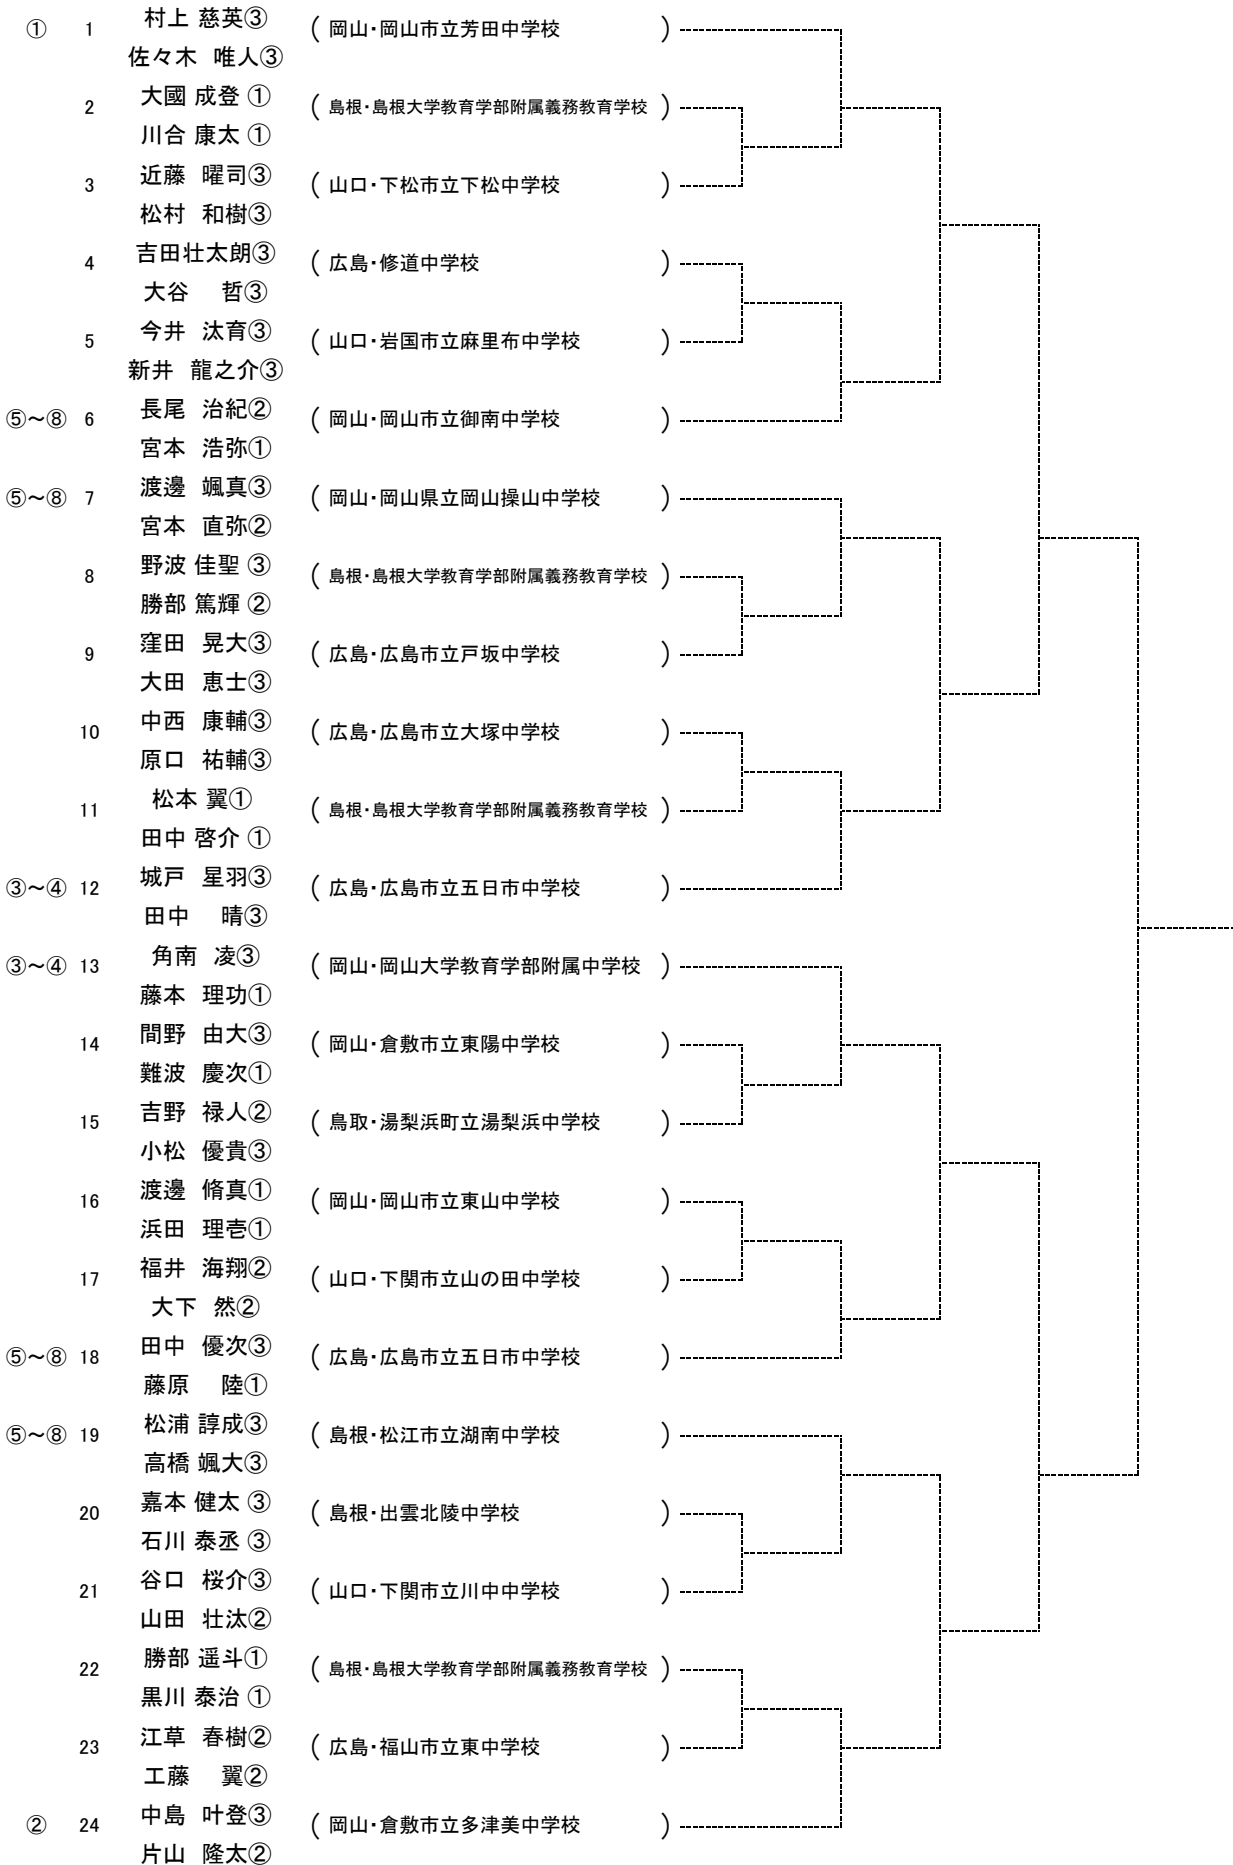 村上 慈英③
① 1 ( 岡山・岡山市立芳田中学校 )
佐々木 唯人③
大國 成登 ①
2 ( 島根・島根大学教育学部附属義務教育学校 )
川合 康太 ①
近藤 曜司③
3 ( 山口・下松市立下松中学校 )
松村 和樹③
吉田壮太朗③
4 ( 広島・修道中学校 )
大谷 哲③
今井 汰育③
5 ( 山口・岩国市立麻里布中学校 )
新井 龍之介③
長尾 治紀②
⑤～⑧ 6 ( 岡山・岡山市立御南中学校 )
宮本 浩弥①
渡邊 颯真③
⑤～⑧ 7 ( 岡山・岡山県立岡山操山中学校 )
宮本 直弥②
野波 佳聖 ③
8 ( 島根・島根大学教育学部附属義務教育学校 )
勝部 篤輝 ②
窪田 晃大③
9 ( 広島・広島市立戸坂中学校 )
大田 恵士③
中西 康輔③
10 ( 広島・広島市立大塚中学校 )
原口 祐輔③
松本 翼①
11 ( 島根・島根大学教育学部附属義務教育学校 )
田中 啓介 ①
城戸 星羽③
③～④ 12 ( 広島・広島市立五日市中学校 )
田中 晴③
角南 凌③
③～④ 13 ( 岡山・岡山大学教育学部附属中学校 )
藤本 理功①
間野 由大③
14 ( 岡山・倉敷市立東陽中学校 )
難波 慶次①
吉野 禄人②
15 ( 鳥取・湯梨浜町立湯梨浜中学校 )
小松 優貴③
渡邊 脩真①
16 ( 岡山・岡山市立東山中学校 )
浜田 理壱①
福井 海翔②
17 ( 山口・下関市立山の田中学校 )
大下 然②
田中 優次③
⑤～⑧ 18 ( 広島・広島市立五日市中学校 )
藤原 陸①
松浦 諄成③
⑤～⑧ 19 ( 島根・松江市立湖南中学校 )
高橋 颯大③
嘉本 健太 ③
20 ( 島根・出雲北陵中学校 )
石川 泰丞 ③
谷口 桜介③
21 ( 山口・下関市立川中中学校 )
山田 壮汰②
勝部 遥斗①
22 ( 島根・島根大学教育学部附属義務教育学校 )
黒川 泰治 ①
江草 春樹②
23 ( 広島・福山市立東中学校 )
工藤 翼②
中島 叶登③
② 24 ( 岡山・倉敷市立多津美中学校 )
片山 隆太②